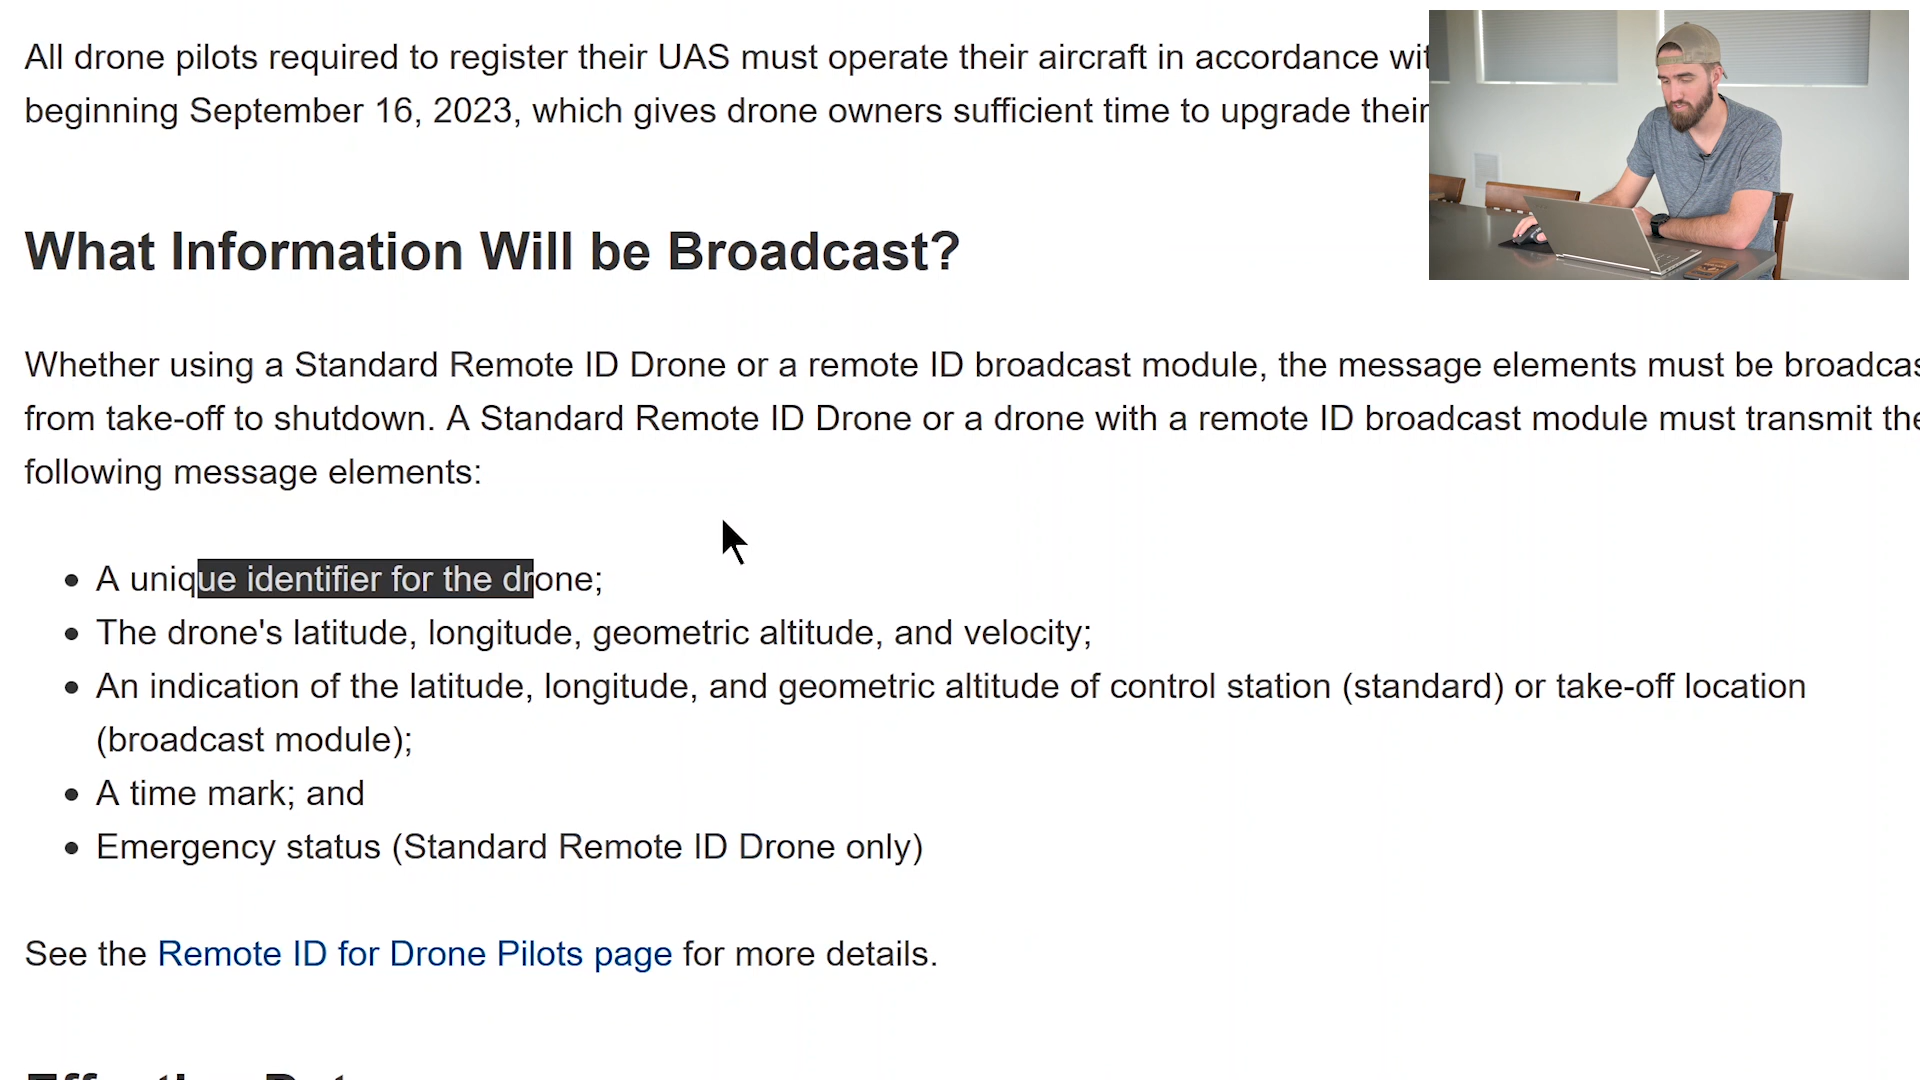 All drone pilots required to register their UAS must operate their aircraft in accordance
beginning September 16, 2023, which gives drone owners sufficient time to upgrade their
What Information Will be Broadcast?
Whether using a Standard Remote ID Drone or a remote ID broadcast module, the message elements must be
from take-off to shutdown. A Standard Remote ID Drone or a drone with a remote ID broadcast module must transmit the
following message elements:
• A unique identifier for the drone;
• The drone's latitude, longitude, geometric altitude, and velocity;
• An indication of the latitude, longitude, and geometric altitude of control station (standard) or take-off location
(broadcast module);
• A time mark; and
• Emergency status (Standard Remote ID Drone only)
See the Remote ID for Drone Pilots page for more details.